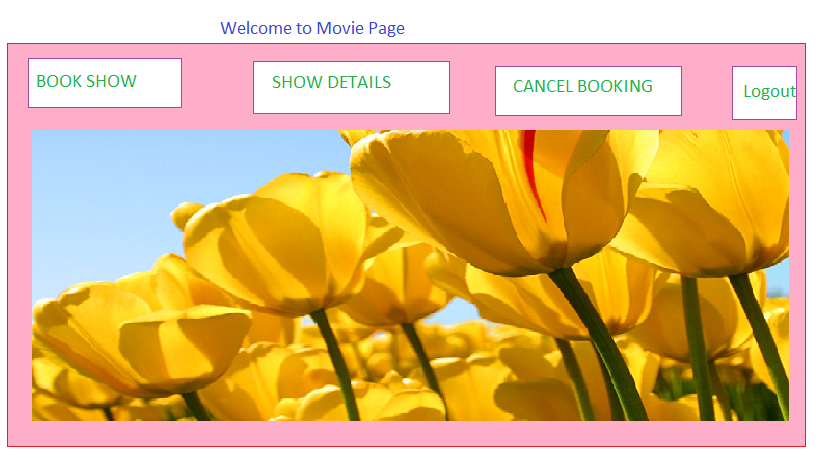 Welcome to Movie Page
BOOK SHOW
SHOW DETAILS
CANCEL BOOKING
Logout